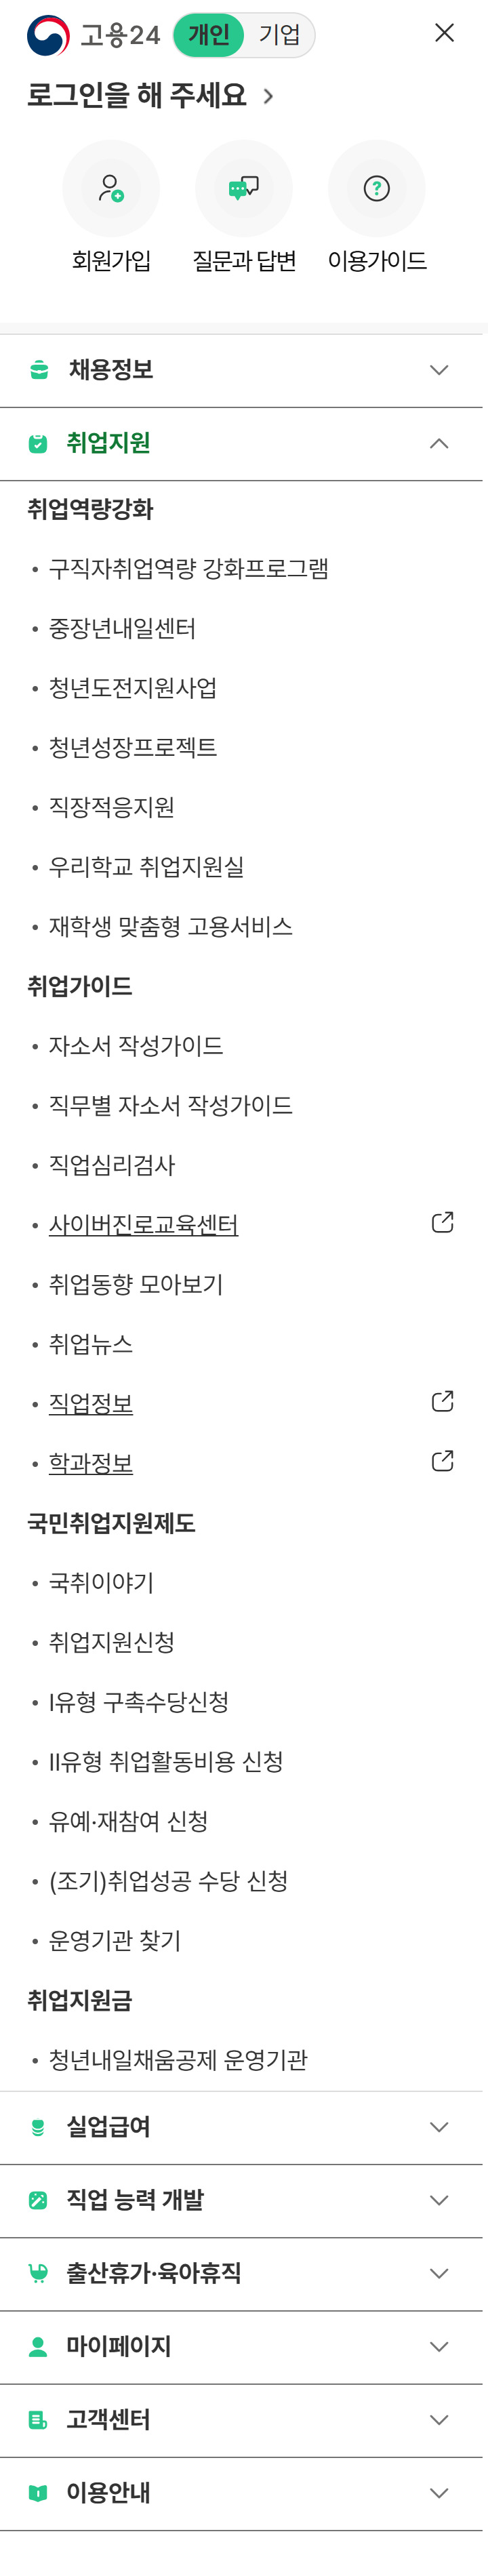 고용24 개인 기업
로그인을 해 주세요
회원가입 질문과 답변 이용가이드
채용정보
취업지원
취업역량강화
• 구직자취업역량 강화프로그램
• 중장년내일센터
• 청년도전지원사업
• 청년성장프로젝트
• 직장적응지원
• 우리학교 취업지원실
• 재학생 맞춤형 고용서비스
취업가이드
• 자소서 작성가이드
• 직무별 자소서 작성가이드
• 직업심리검사
• 사이버진로교육센터
• 취업동향 모아보기
• 취업뉴스
• 직업정보
• 학과정보
국민취업지원제도
• 국취이야기
• 취업지원신청
• I유형 구촉수당신청
• II유형 취업활동비용 신청
• 유예·재참여 신청
• (조기)취업성공 수당 신청
• 운영기관 찾기
취업지원금
• 청년내일채움공제 운영기관
실업급여
직업 능력 개발
출산휴가·육아휴직
마이페이지
고객센터
이용안내